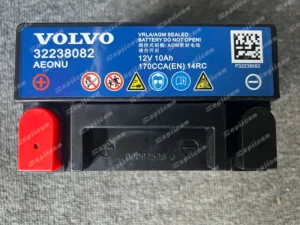 VOLVO
32238082
AEONU
VRLA/AGM SEALED
BATTERY DO NOT OPEN!
12V 10Ah
170CCA(EN) 14RC
P32238082